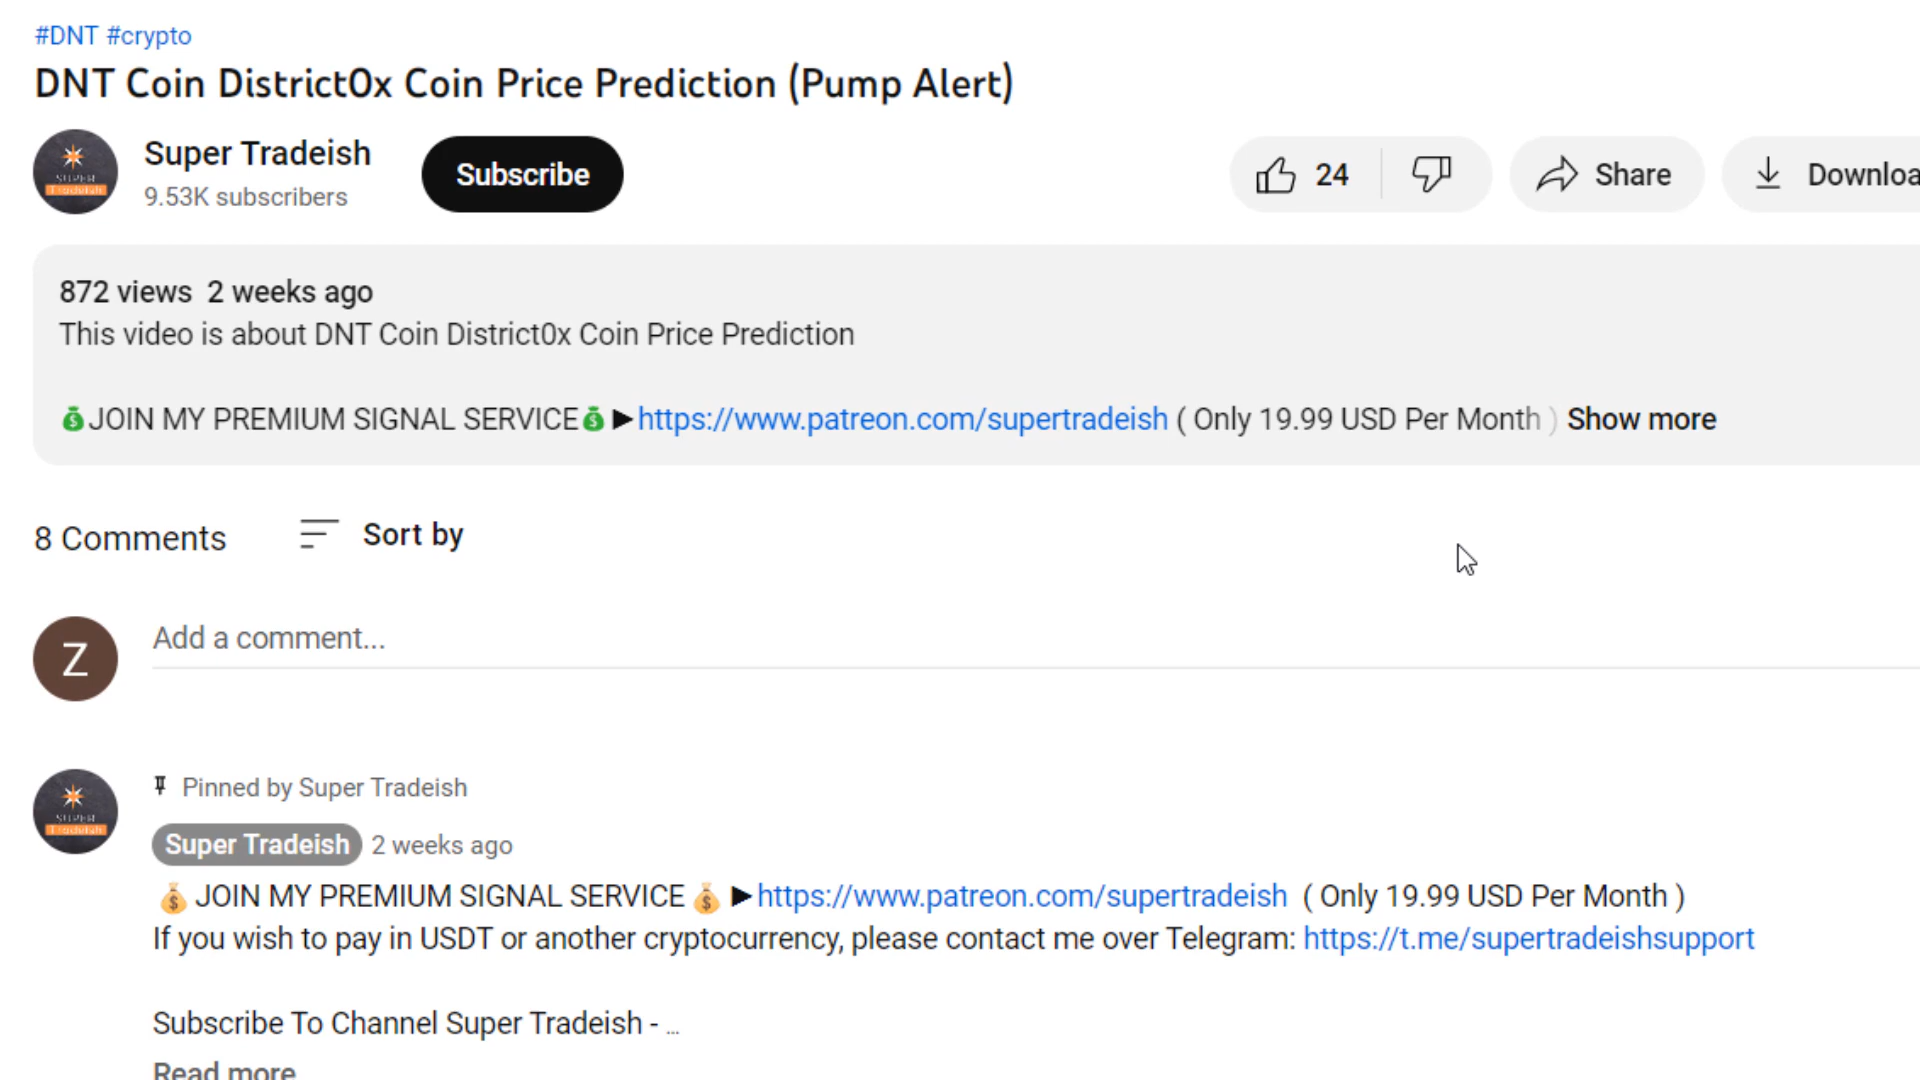 #DNT #crypto
DNT Coin District0x Coin Price Prediction (Pump Alert)
SUPER
Tradeish
Super Tradeish
9.53K subscribers
Subscribe
24
Share
Downloa
872 views 2 weeks ago
This video is about DNT Coin District0x Coin Price Prediction
💰JOIN MY PREMIUM SIGNAL SERVICE💰►https://www.patreon.com/supertradeish ( Only 19.99 USD Per Month ) Show more
8 Comments
Sort by
Z
Add a comment...
SUPER
Tradeish
Pinned by Super Tradeish
Super Tradeish 2 weeks ago
💰 JOIN MY PREMIUM SIGNAL SERVICE 💰 ►https://www.patreon.com/supertradeish ( Only 19.99 USD Per Month )
If you wish to pay in USDT or another cryptocurrency, please contact me over Telegram: https://t.me/supertradeishsupport
Subscribe To Channel Super Tradeish - ...
Read more